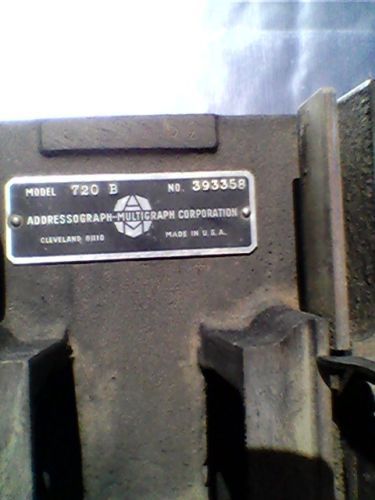 MODEL 720 B NO. 393358
ADDRESSOGRAPH-MULTIGRAPH CORPORATION
CLEVELAND OHIO MADE IN U.S.A.